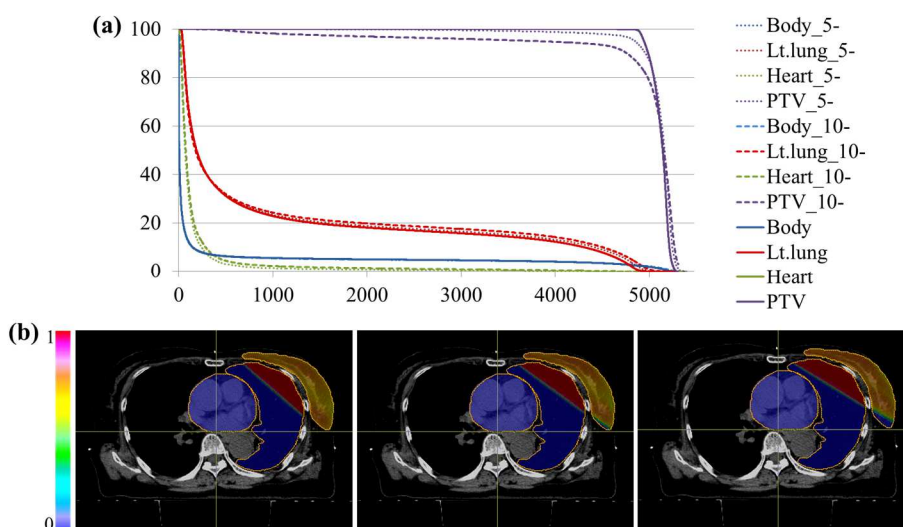 (a)
100
80
60
40
20
0
0
1000
2000
3000
4000
5000
Body_5-
Lt.lung_5-
Heart_5-
PTV_5-
Body_10-
Lt.lung_10-
Heart_10-
PTV_10-
Body
Lt.lung
Heart
PTV
(b)
1
0